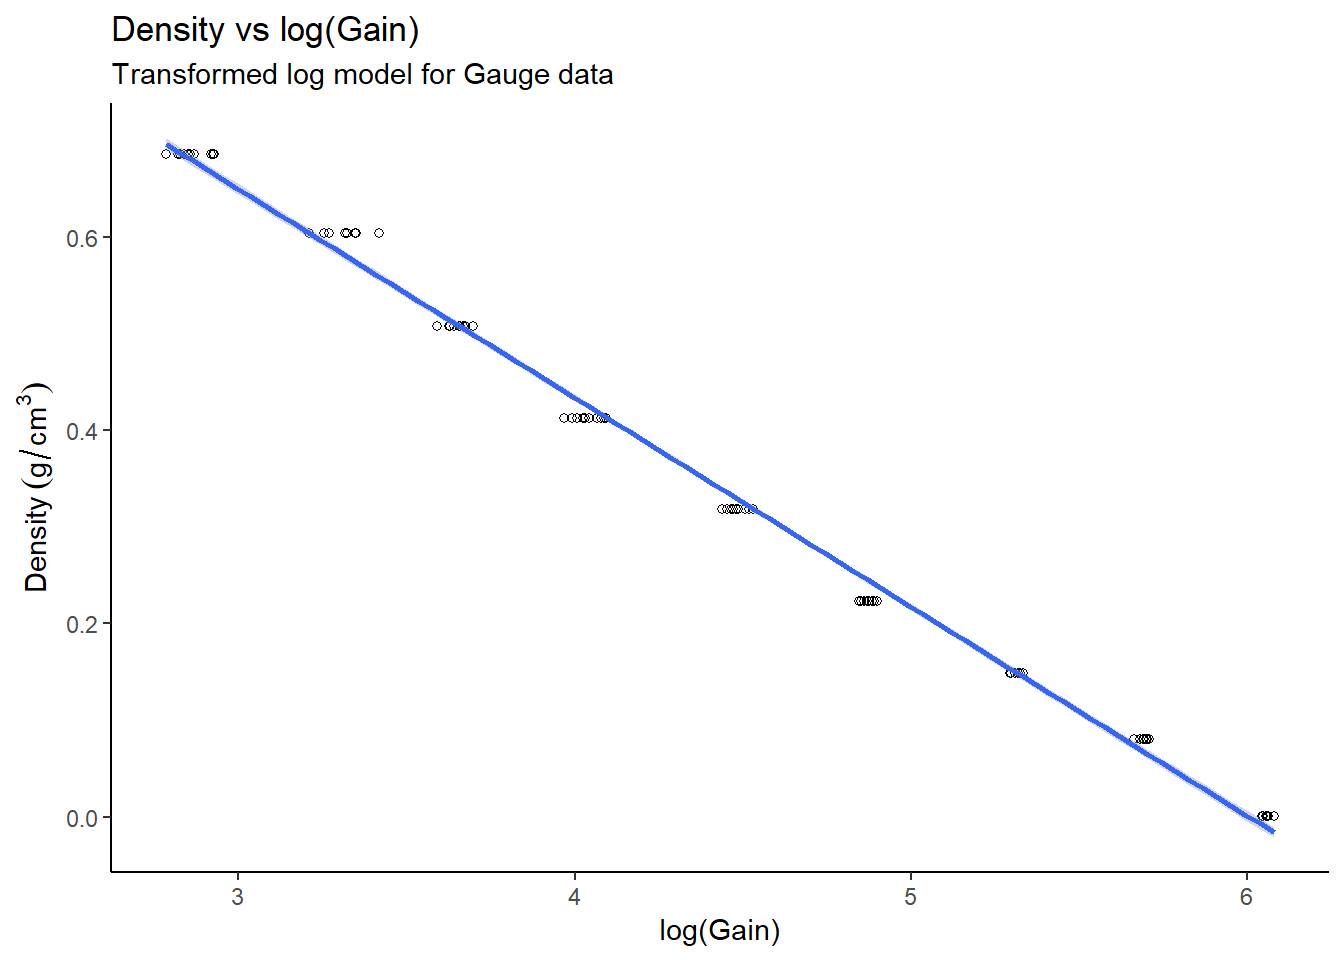 Density vs log(Gain)
Transformed log model for Gauge data
Density (g/cm³)
0.6
0.4
0.2
0.0
3 4 5 6
log(Gain)